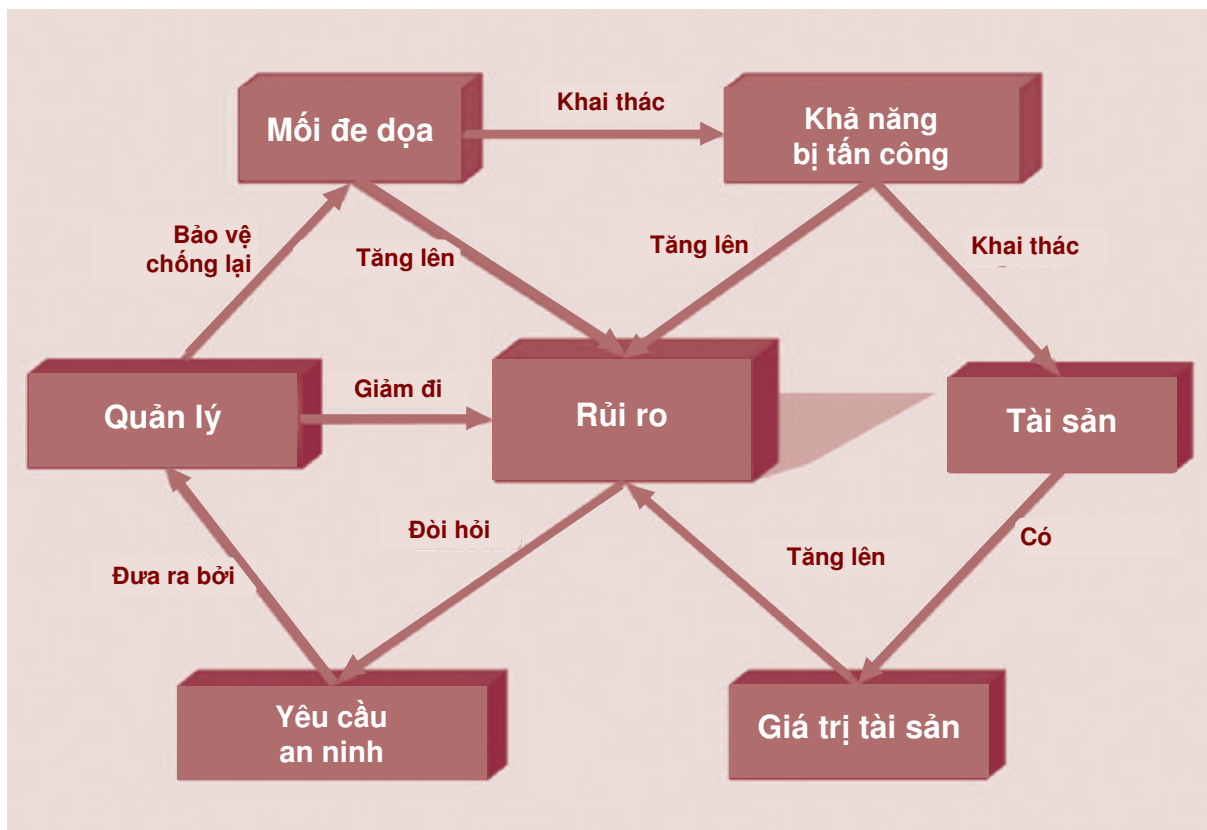 Khai thác
Mối đe dọa
Khả năng
bị tấn công
Bảo vệ
chống lại
Tăng lên
Tăng lên
Khai thác
Quản lý
Giảm đi
Rủi ro
Tài sản
Đòi hỏi
Có
Đưa ra bởi
Tăng lên
Yêu cầu
an ninh
Giá trị tài sản